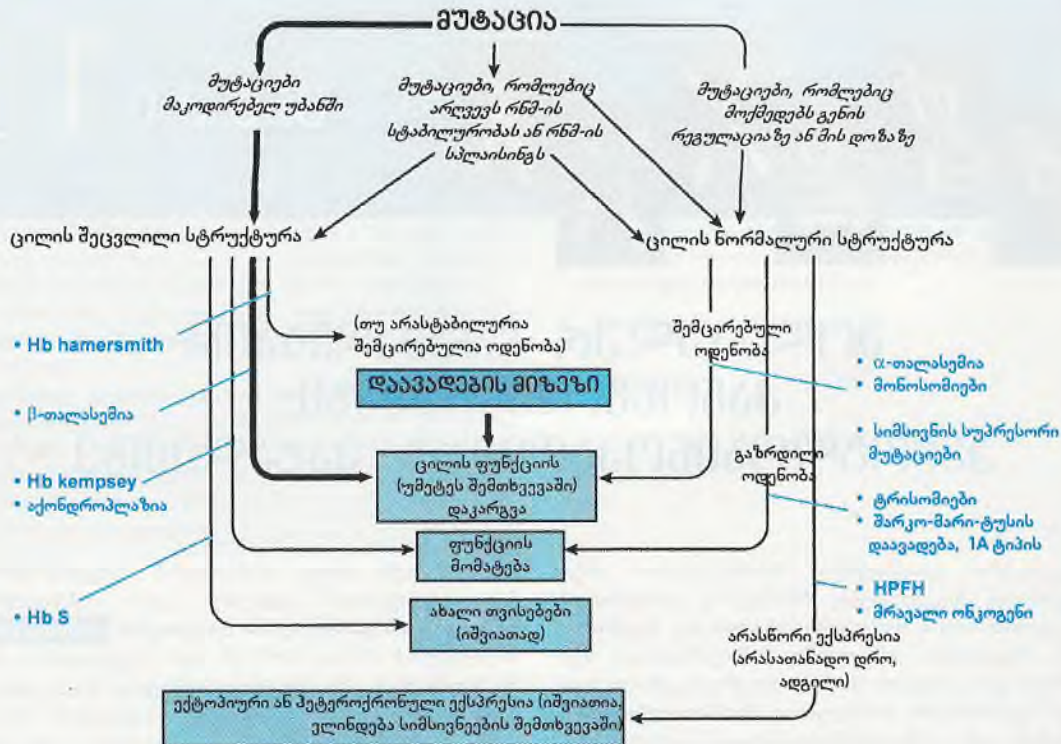 მუტაცია
მუტაციები
მაკოდირებელ უბანში
მუტაციები, რომლებიც
არღვევს რნმ-ის
სტაბილურობას ან რნმ-ის
სპლაისინგს
მუტაციები, რომლებიც
მოქმედებს გენის
რეგულაციაზე ან მის დოზაზე
ცილის შეცვლილი სტრუქტურა
ცილის ნორმალური სტრუქტურა
• Hb hamersmith
• β-თალასემია
• Hb kempsey
• აქონდროპლაზია
• Hb S
(თუ არასტაბილურია
შემცირებულია ოდენობა)
დაავადების მიზეზი
ცილის ფუნქციის
(უმეტეს შემთხვევაში)
დაკარგვა
ფუნქციის
მომატება
ახალი თვისებები
(იშვიათად)
შემცირებული
ოდენობა
გაზრდილი
ოდენობა
• α-თალასემია
• მონოსომიები
• სიმსივნის სუპრესორი
მუტაციები
• ტრისომიები
• შარკო-მარი-ტუსის
დაავადება, 1A ტიპის
• HPFH
• მრავალი ონკოგენი
არასწორი ექსპრესია
(არასათანადო დრო,
ადგილი)
ექტოპიური ან ჰეტეროქრონული ექსპრესია (იშვიათია,
ვლინდება სიმსივნეების შემთხვევაში)